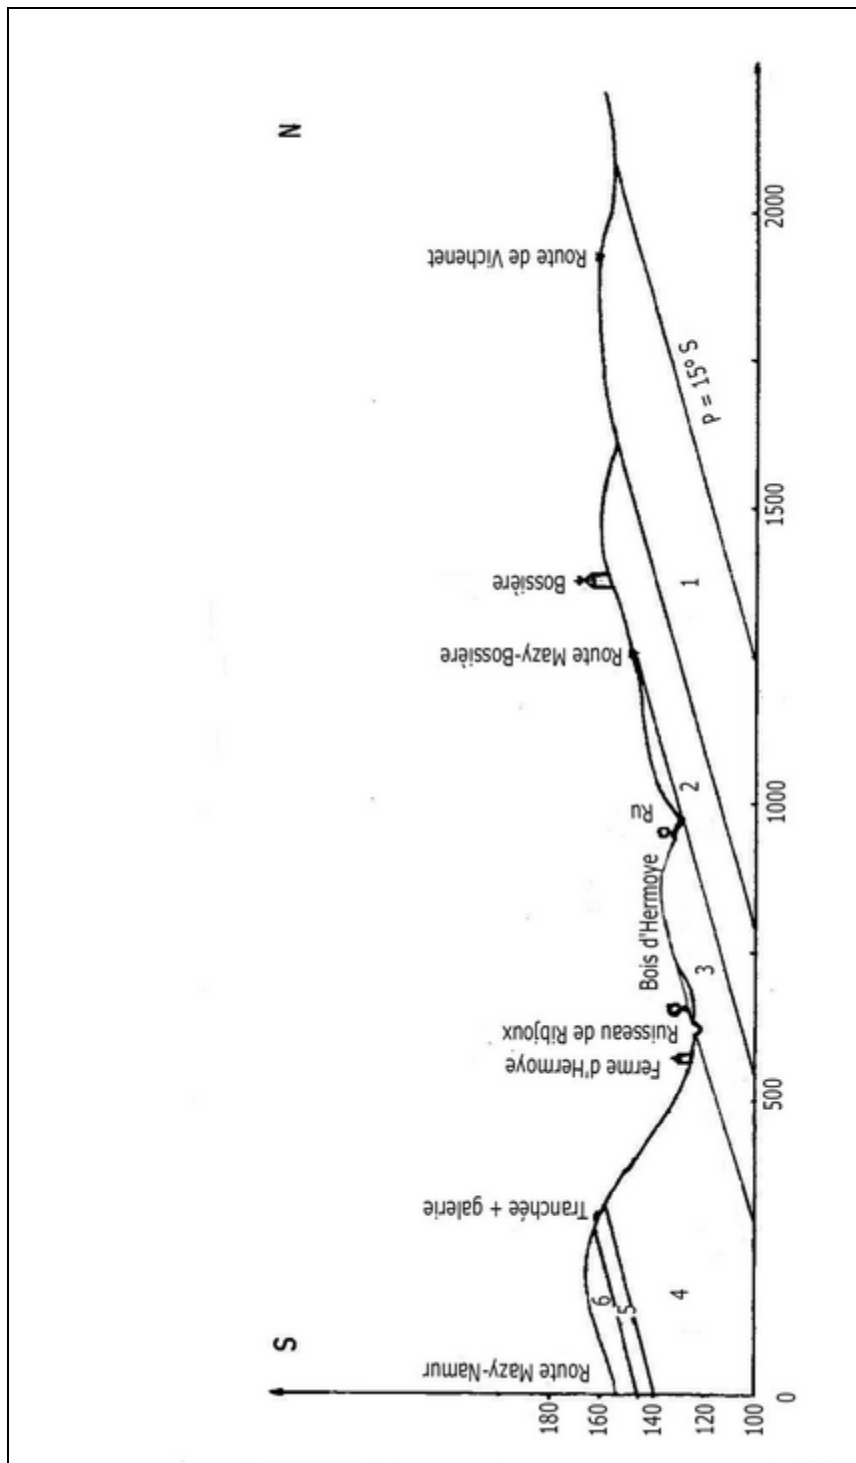 S
N
Route Mazy-Namur
Tranchée + galerie
Ferme d'Hermoye
Ruisseau de Ribjoux
Bois d'Hermoye
Ru
Route Mazy-Bossière
Bossière
Route de Vichenet
180
160
140
120
100
6
5
4
3
2
1
P = 15° S
0
500
1000
1500
2000